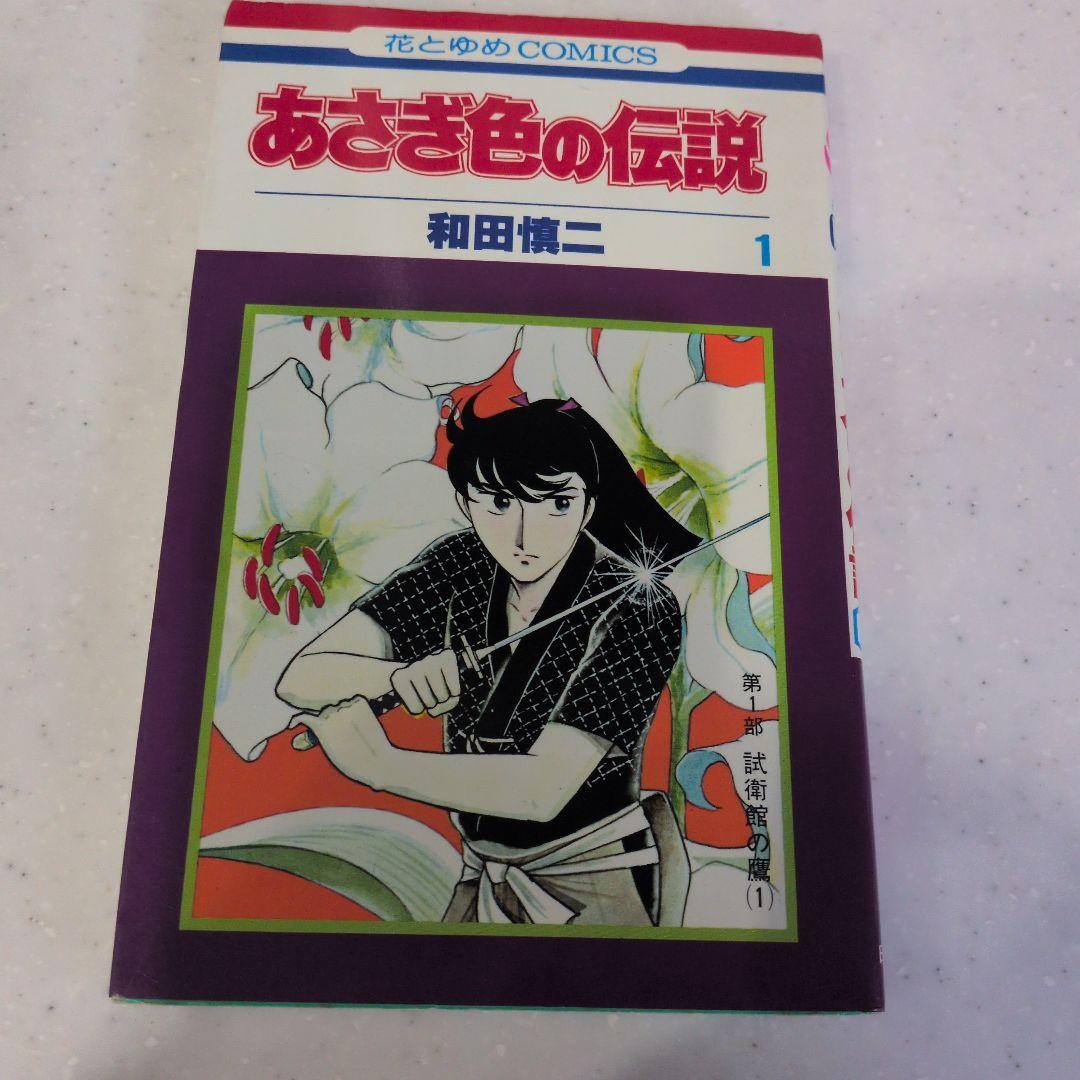 花とゆめCOMICS
あさぎ色の伝説
和田慎二
1
第1部 試衛館の鷹(1)